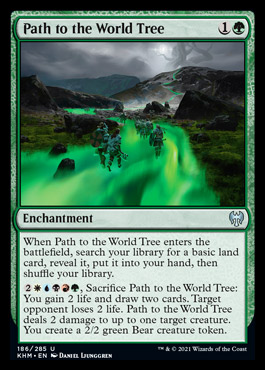 Path to the World Tree 1
Enchantment
When Path to the World Tree enters the
battlefield, search your library for a basic land
card, reveal it, put it into your hand, then
shuffle your library.
2, Sacrifice Path to the World Tree:
You gain 2 life and draw two cards. Target
opponent loses 2 life. Path to the World Tree
deals 2 damage to up to one target creature.
You create a 2/2 green Bear creature token.
186/285 U
KHM • EN Daniel Ljunggren
™ & © 2021 Wizards of the Coast